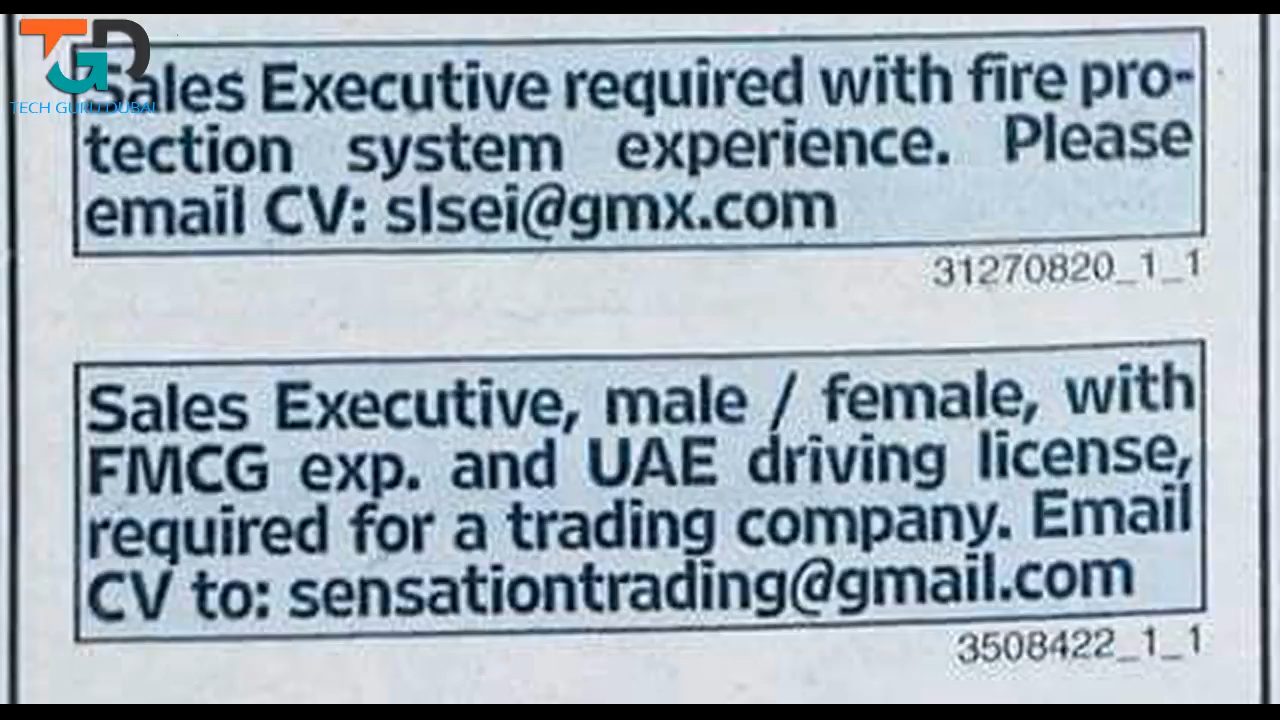 TGD
TECH GURU DUBAI
Sales Executive required with fire pro-
tection system experience. Please
email CV: slsei@gmx.com
31270820_1_1
Sales Executive, male / female, with
FMCG exp. and UAE driving license,
required for a trading company. Email
CV to: sensationtrading@gmail.com
3508422_1_1